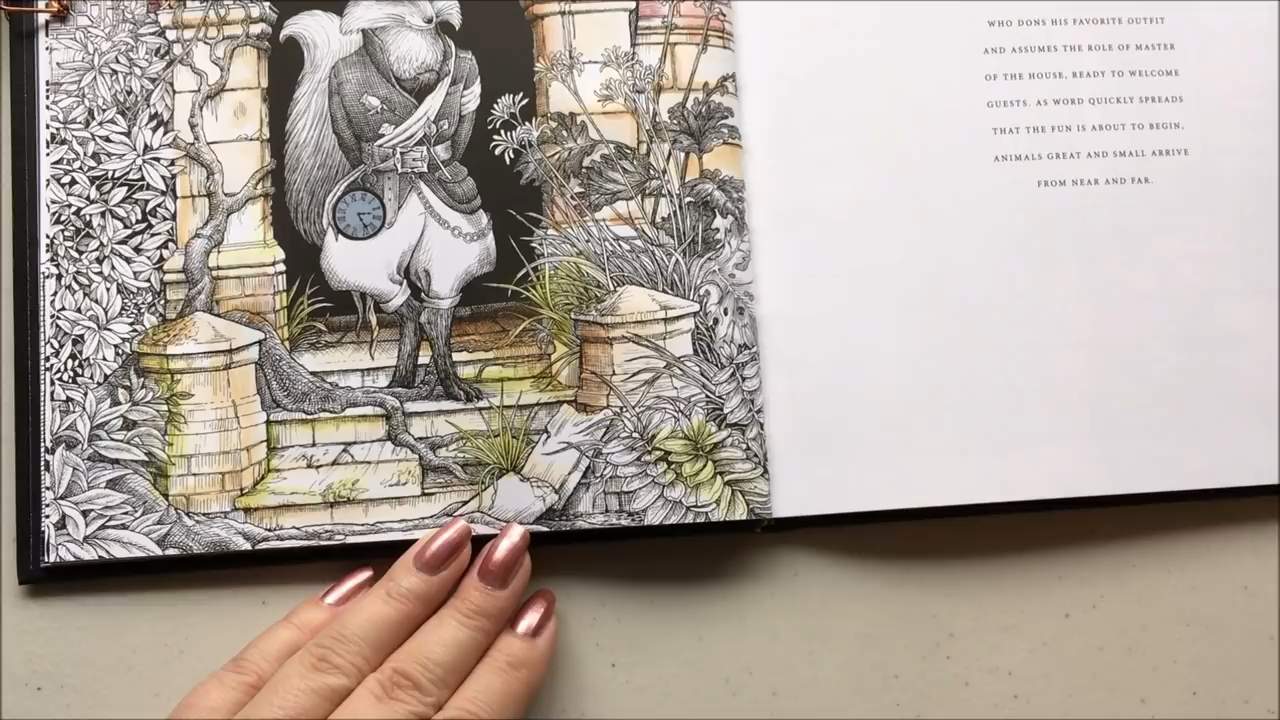 WHO DONS HIS FAVORITE OUTFIT
AND ASSUMES THE ROLE OF MASTER
OF THE HOUSE, READY TO WELCOME
GUESTS. AS WORD QUICKLY SPREADS
THAT THE FUN IS ABOUT TO BEGIN,
ANIMALS GREAT AND SMALL ARRIVE
FROM NEAR AND FAR.